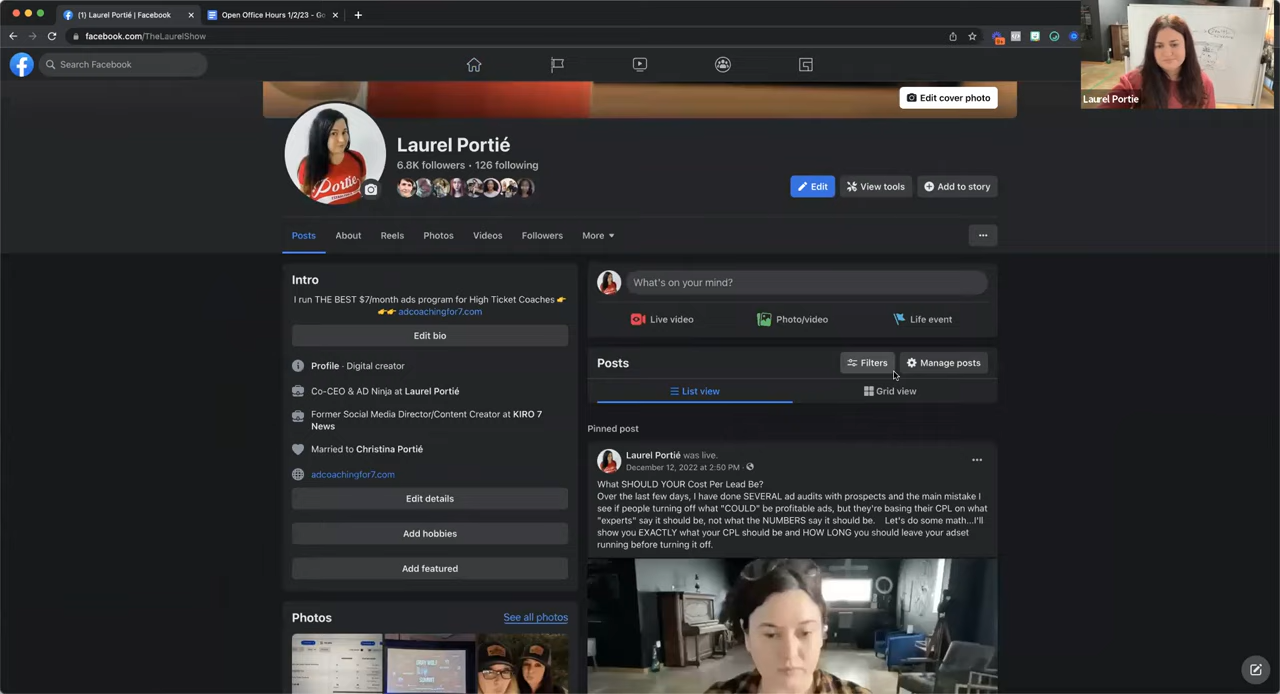 (1) Laurel Portié | Facebook
Open Office Hours 1/2/23 - Go
facebook.com/TheLaurelShow
Search Facebook
Laurel Portie
Edit cover photo
Laurel Portié
6.8K followers • 126 following
Edit
View tools
Add to story
Posts About Reels Photos Videos Followers More
Intro
I run THE BEST $7/month ads program for High Ticket Coaches 👉
👉👉 adcoachingfor7.com
Edit bio
Profile · Digital creator
Co-CEO & AD Ninja at Laurel Portié
Former Social Media Director/Content Creator at KIRO 7
News
Married to Christina Portié
adcoachingfor7.com
Edit details
Add hobbies
Add featured
Photos
See all photos
What's on your mind?
Live video
Photo/video
Life event
Posts
Filters
Manage posts
List view
Grid view
Pinned post
Laurel Portié was live.
December 12, 2022 at 2:50 PM ·
What SHOULD YOUR Cost Per Lead Be?
Over the last few days, I have done SEVERAL ad audits with prospects and the main mistake I
see if people turning off what "COULD" be profitable ads, but they're basing their CPL on what
"experts" say it should be, not what the NUMBERS say it should be. Let's do some math...I'll
show you EXACTLY what your CPL should be and HOW LONG you should leave your adset
running before turning it off.
Portie